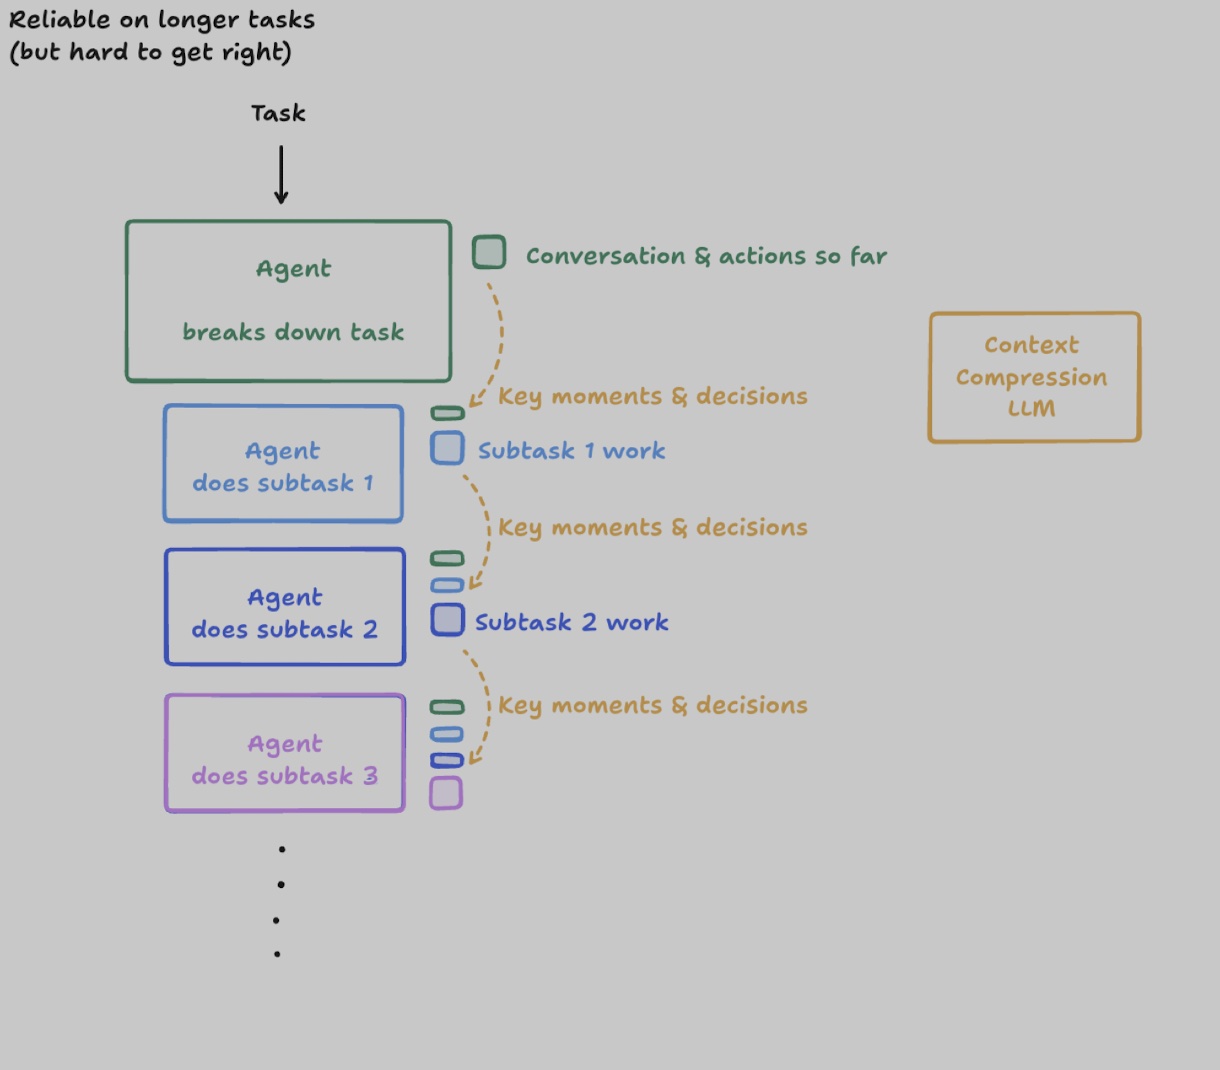 Reliable on longer tasks
(but hard to get right)
Task
Agent
breaks down task
Conversation & actions so far
Context
Compression
LLM
Key moments & decisions
Agent
does subtask 1
Subtask 1 work
Key moments & decisions
Agent
does subtask 2
Subtask 2 work
Key moments & decisions
Agent
does subtask 3